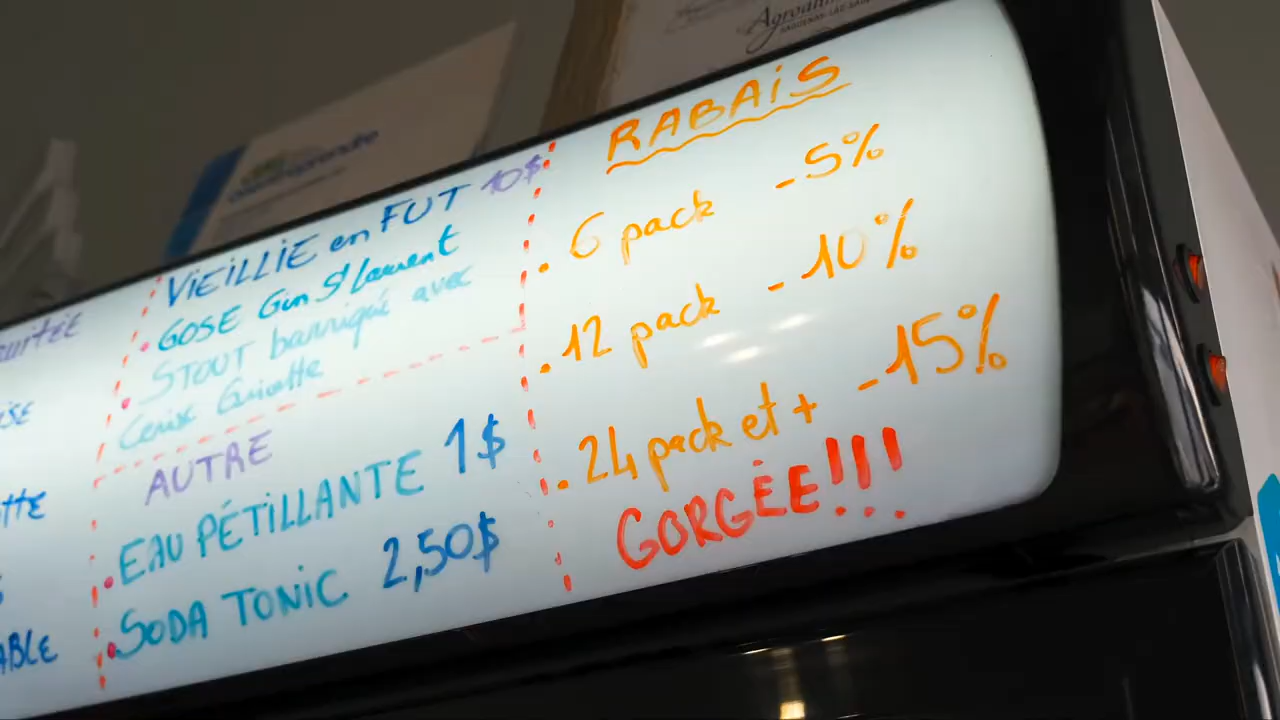 VIEILLIE en FUT 10$
• GOSE Gin St Laurent
• STOUT barriqué avec
Cerise Griotte
AUTRE
• EAU PÉTILLANTE 1$
• SODA TONIC 2,50$
RABAIS
• 6 pack -5%
• 12 pack -10%
• 24 pack et + -15%
GORGÉE!!!